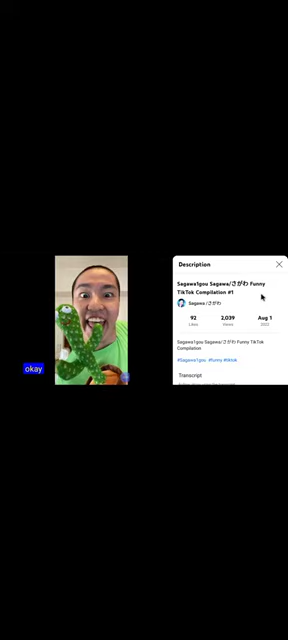 okay
Description
Sagawa1gou Sagawa/さがわ Funny
TikTok Compilation #1
Sagawa /さがわ
92
2,039
Aug 1
Likes
Views
2022
Sagawa1gou Sagawa/さがわ Funny TikTok
Compilation
#Sagawa1gou #funny #tiktok
Transcript